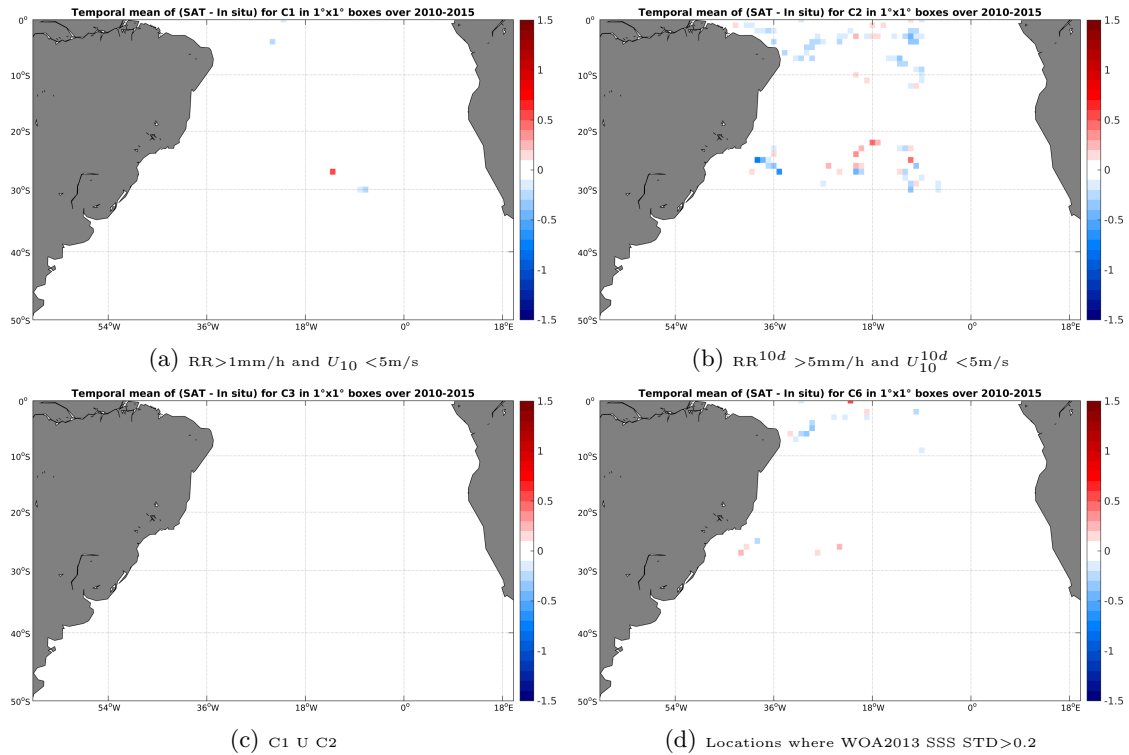 Temporal mean of (SAT - In situ) for C1 in 1°x1° boxes over 2010-2015
0°
10°S
20°S
30°S
40°S
50°S
54°W
36°W
18°W
0°
18°E
1.5
1
0.5
0
-0.5
-1
-1.5
(a) RR>1mm/h and U10 <5m/s
Temporal mean of (SAT - In situ) for C2 in 1°x1° boxes over 2010-2015
0°
10°S
20°S
30°S
40°S
50°S
54°W
36°W
18°W
0°
18°E
1.5
1
0.5
0
-0.5
-1
-1.5
(b) RR10d >5mm/h and U10d10 <5m/s
Temporal mean of (SAT - In situ) for C3 in 1°x1° boxes over 2010-2015
0°
10°S
20°S
30°S
40°S
50°S
54°W
36°W
18°W
0°
18°E
1.5
1
0.5
0
-0.5
-1
-1.5
(c) C1 U C2
Temporal mean of (SAT - In situ) for C6 in 1°x1° boxes over 2010-2015
0°
10°S
20°S
30°S
40°S
50°S
54°W
36°W
18°W
0°
18°E
1.5
1
0.5
0
-0.5
-1
-1.5
(d) Locations where WOA2013 SSS STD>0.2